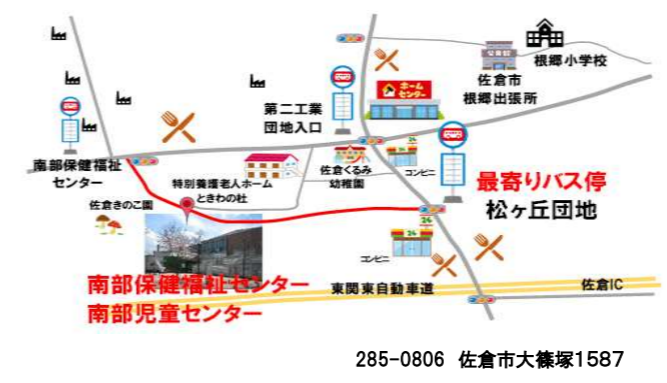 根郷小学校
佐倉市
根郷出張所
ホーム
センター
第二工業
団地入口
南部保健福祉
センター
特別養護老人ホーム
ときわの杜
佐倉くるみ
幼稚園
コンビニ
最寄りバス停
松ヶ丘団地
佐倉きのこ園
24
24
コンビニ
南部保健福祉センター
南部児童センター
東関東自動車道
佐倉IC
285-0806 佐倉市大篠塚1587